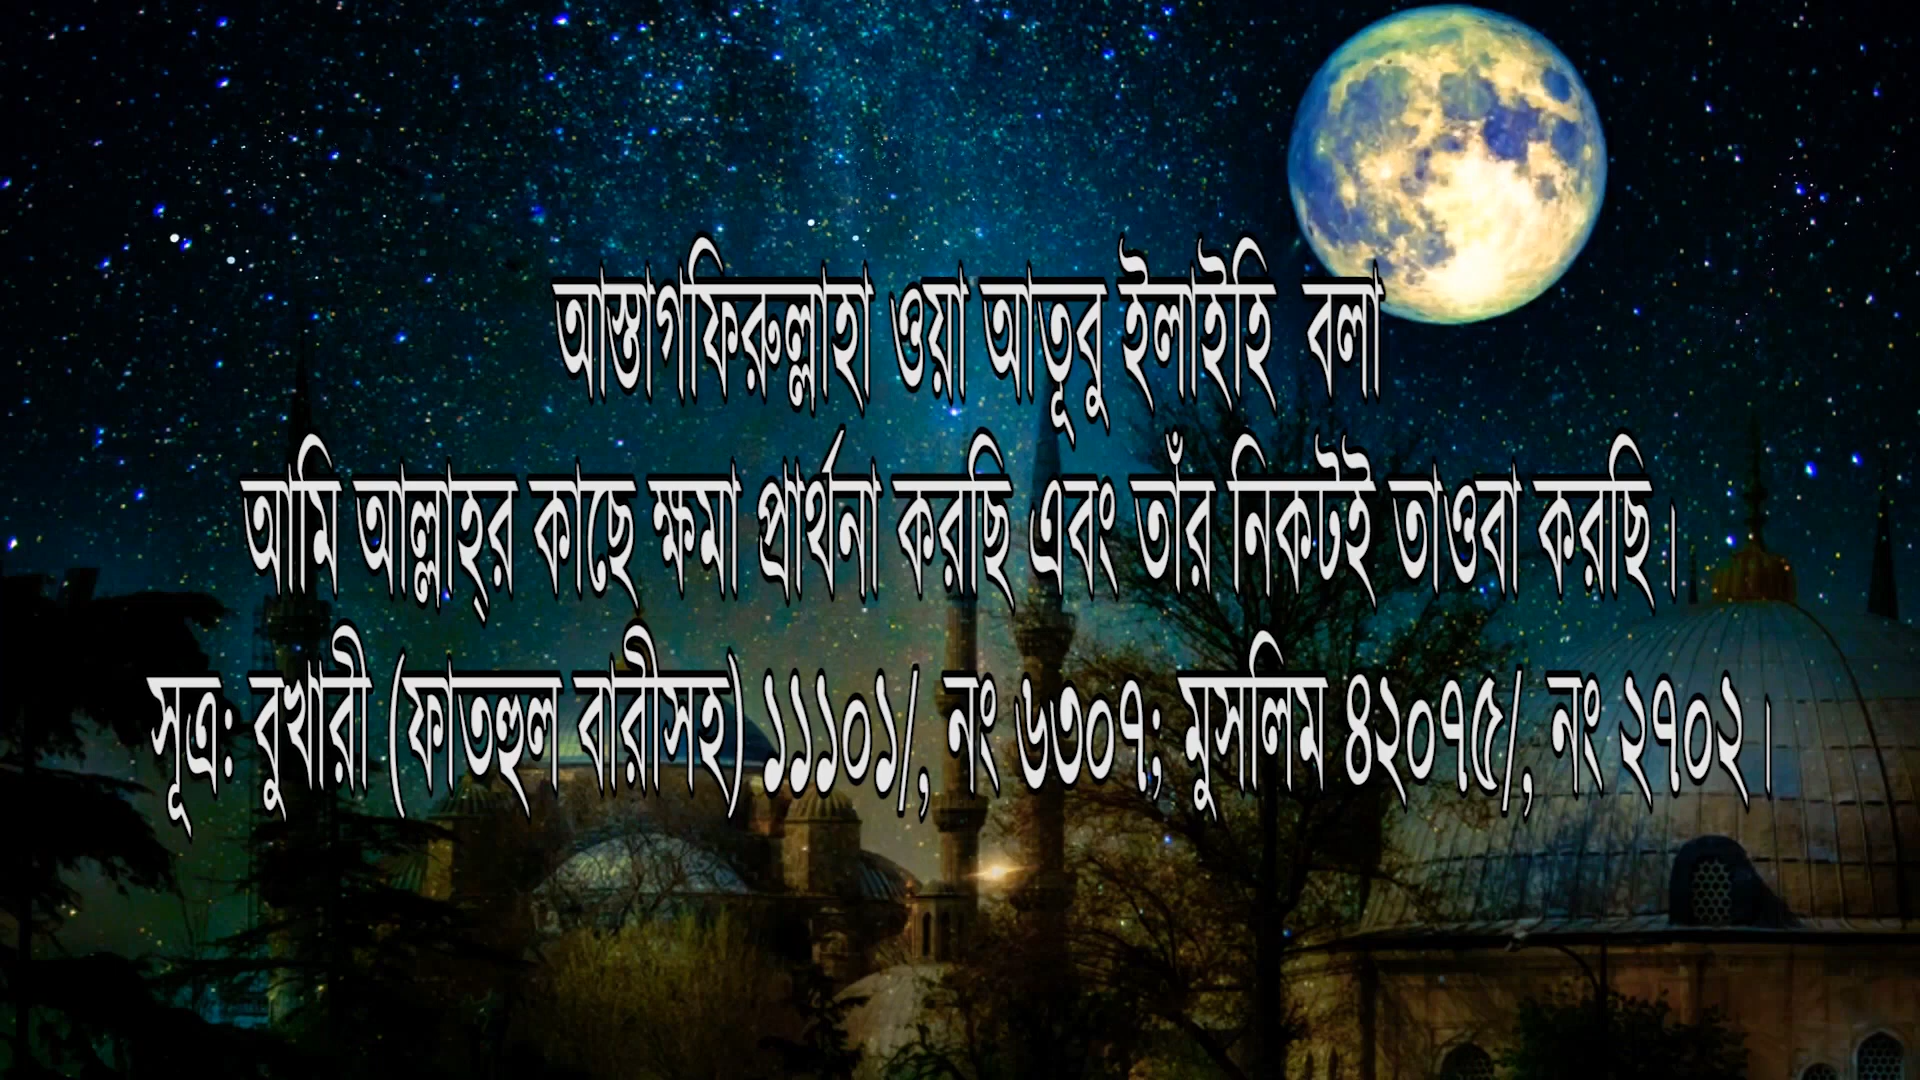 আস্তাগফিরুল্লাহা ওয়া আতূবু ইলাইহি বলা
আমি আল্লাহ্‌র কাছে ক্ষমা প্রার্থনা করছি এবং তাঁর নিকটই তাওবা করছি।
সূত্র: বুখারী (ফাতহুল বারীসহ) ১১১০১/, নং ৬৩০৭; মুসলিম ৪২০৭৫/, নং ২৭০২।